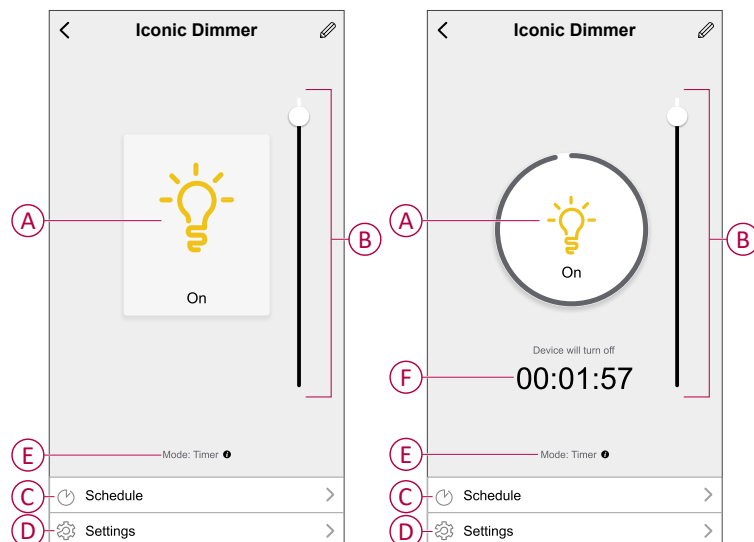 Iconic Dimmer
A
B
On
E
Mode: Timer i
C
Schedule
D
Settings
Iconic Dimmer
A
B
On
Device will turn off
F
00:01:57
E
Mode: Timer i
C
Schedule
D
Settings